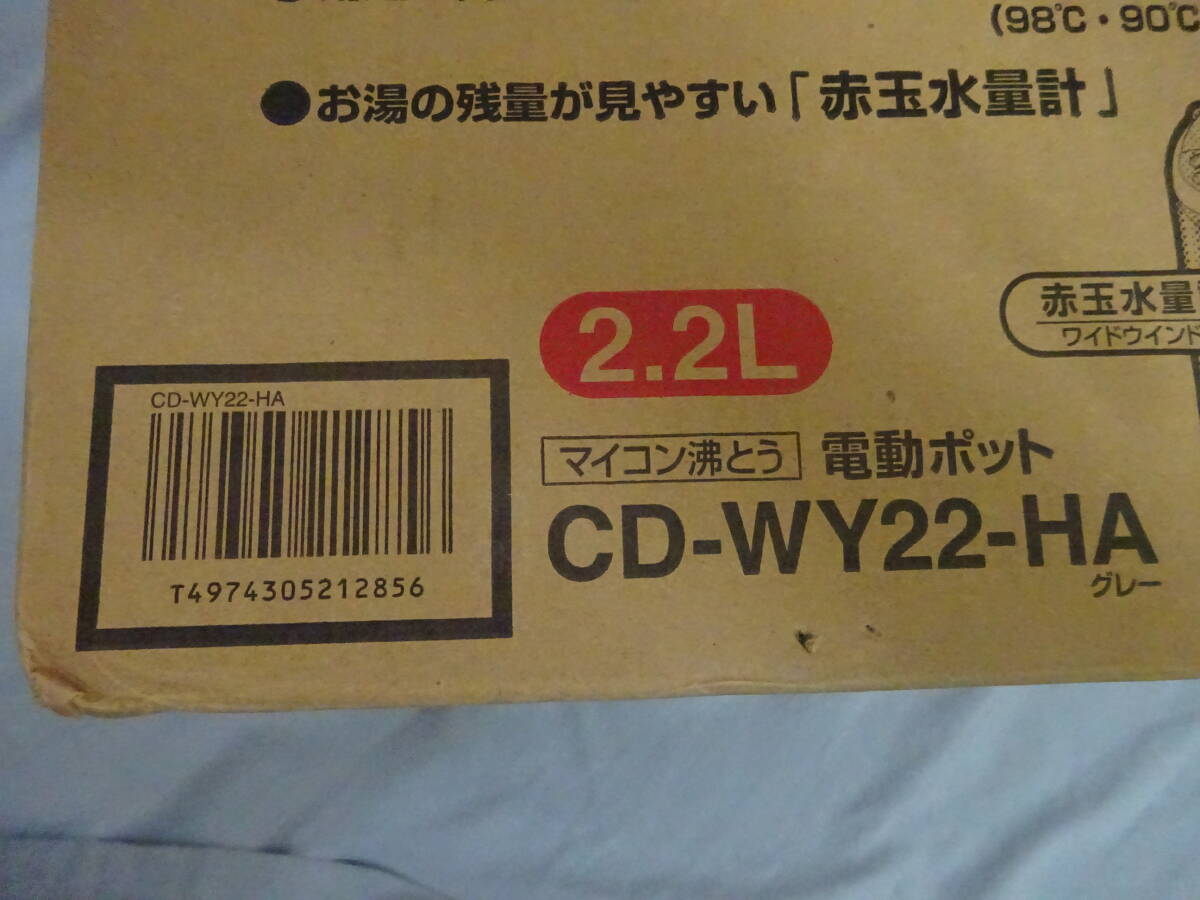 (98℃・90℃
●お湯の残量が見やすい「赤玉水量計」
赤玉水量
ワイドウインド
2.2L
CD-WY22-HA
マイコン沸とう 電動ポット
CD-WY22-HA
グレー
T4974305212856